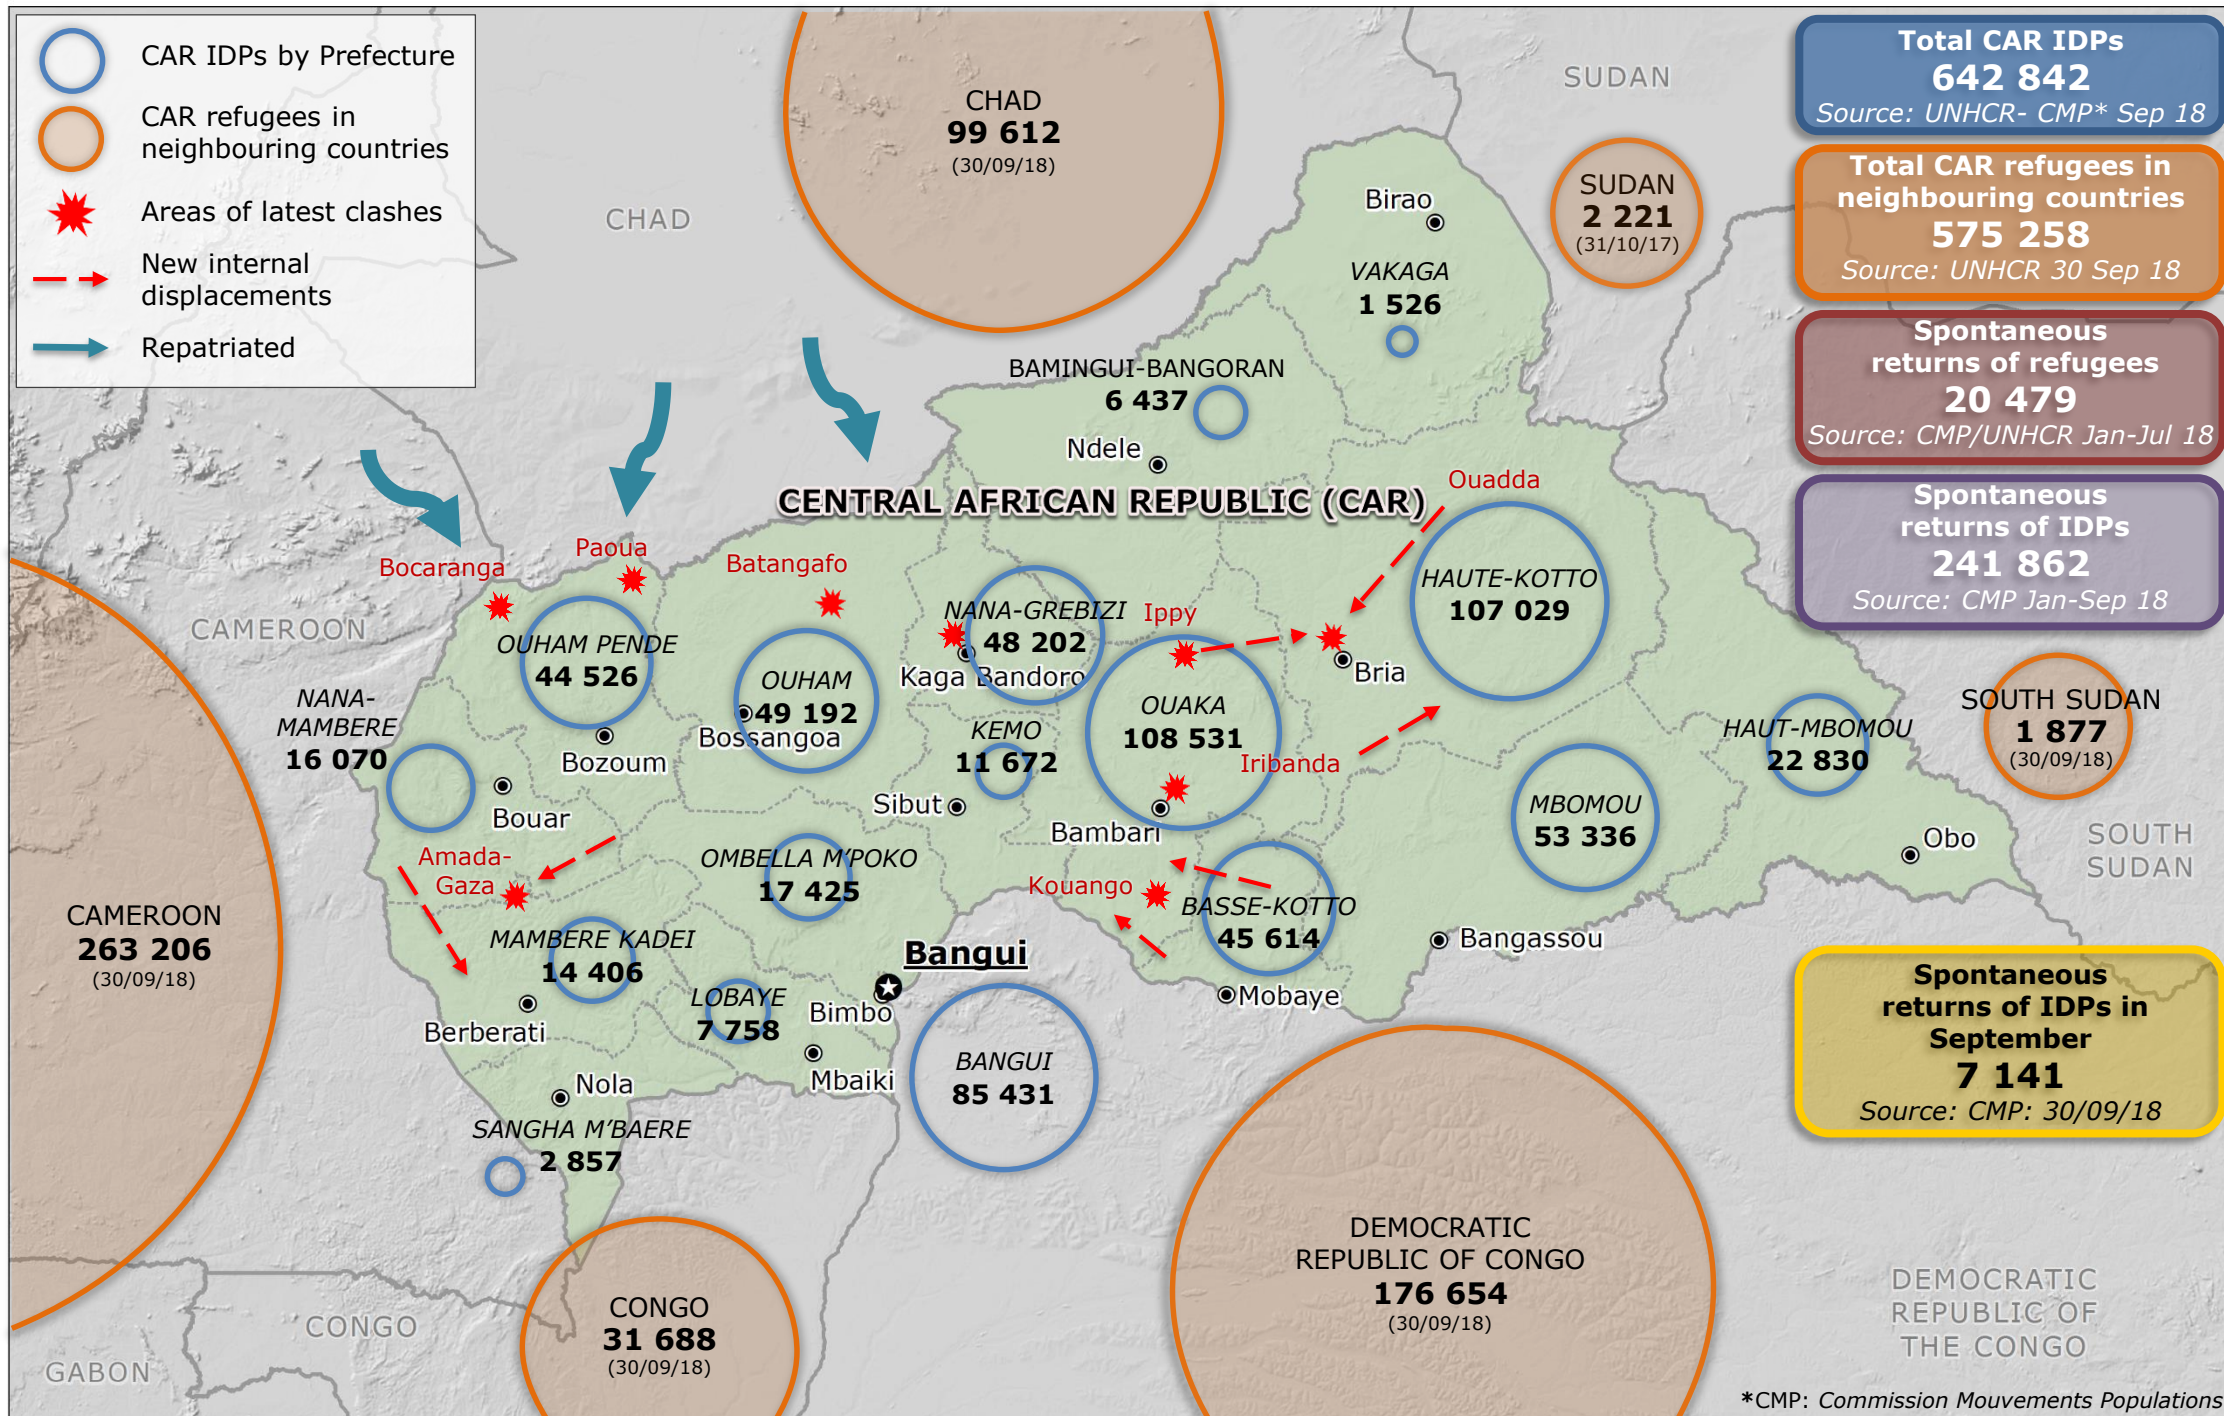 CAR IDPs by Prefecture
CAR refugees in
neighbouring countries
Areas of latest clashes
New internal
displacements
Repatriated
Total CAR IDPs
642 842
Source: UNHCR- CMP* Sep 18
Total CAR refugees in
neighbouring countries
575 258
Source: UNHCR 30 Sep 18
Spontaneous
returns of refugees
20 479
Source: CMP/UNHCR Jan-Jul 18
Spontaneous
returns of IDPs
241 862
Source: CMP Jan-Sep 18
Spontaneous
returns of IDPs in
September
7 141
Source: CMP: 30/09/18
CHAD
99 612
(30/09/18)
SUDAN
SUDAN
2 221
(31/10/17)
CHAD
Birao
VAKAGA
1 526
BAMINGUI-BANGORAN
6 437
Ndele
CENTRAL AFRICAN REPUBLIC (CAR)
Ouadda
Bocaranga
Paoua
Batangafo
CAMEROON
OUHAM PENDE
44 526
NANA-GREBIZI
48 202
Kaga Bandoro
Ippy
HAUTE-KOTTO
107 029
Bria
NANA-
MAMBERE
16 070
OUHAM
49 192
Bossangoa
Bozoum
KEMO
11 672
OUAKA
108 531
Iribanda
HAUT-MBOMOU
22 830
SOUTH SUDAN
1 877
(30/09/18)
Bouar
Sibut
Bambari
MBOMOU
53 336
Obo
SOUTH
SUDAN
Amada-
Gaza
OMBELLA M'POKO
17 425
Kouango
BASSE-KOTTO
45 614
CAMEROON
263 206
(30/09/18)
MAMBERE KADEI
14 406
Bangui
Bangassou
Berberati
LOBAYE
7 758
Bimbo
Mobaye
Mbaiki
BANGUI
85 431
Nola
SANGHA M'BAERE
2 857
CONGO
GABON
CONGO
31 688
(30/09/18)
DEMOCRATIC
REPUBLIC OF CONGO
176 654
(30/09/18)
DEMOCRATIC
REPUBLIC OF
THE CONGO
*CMP: Commission Mouvements Populations